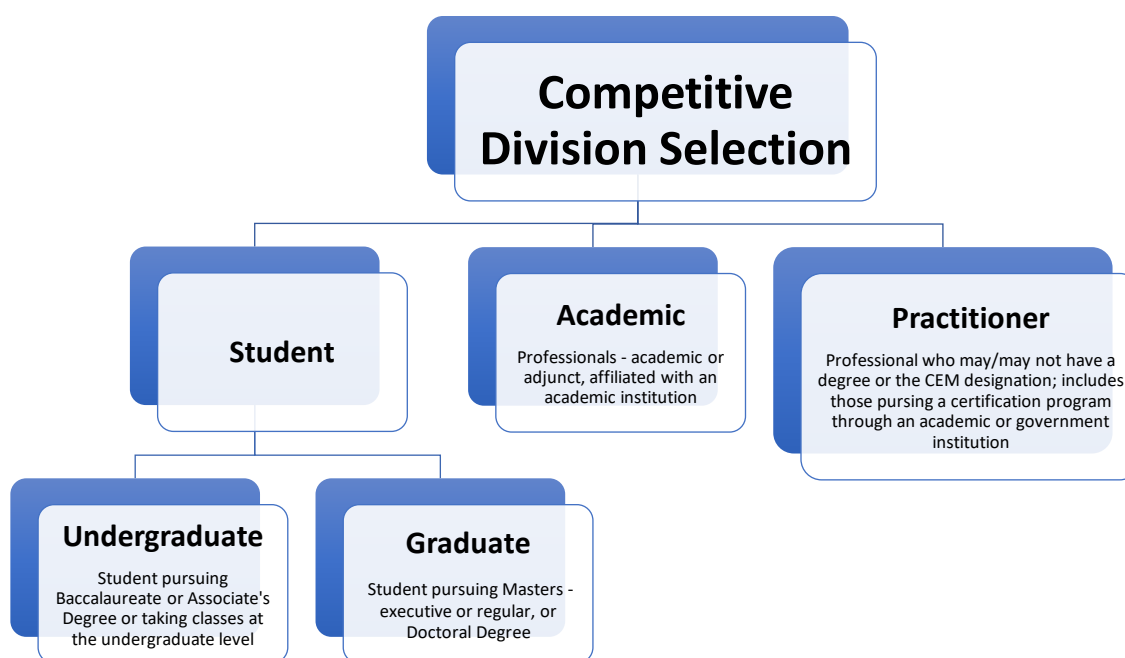 Competitive
Division Selection
Student
Academic
Professionals - academic or
adjunct, affiliated with an
academic institution
Practitioner
Professional who may/may not have a
degree or the CEM designation; includes
those pursing a certification program
through an academic or government
institution
Undergraduate
Student pursuing
Baccalaureate or Associate's
Degree or taking classes at
the undergraduate level
Graduate
Student pursuing Masters -
executive or regular, or
Doctoral Degree